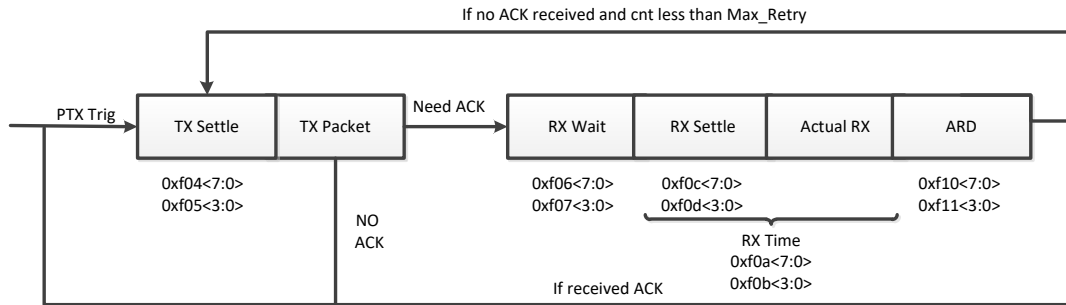 If no ACK received and cnt less than Max_Retry
PTX Trig
TX Settle
TX Packet
Need ACK
RX Wait
RX Settle
Actual RX
ARD
0xf04<7:0>
0xf05<3:0>
0xf06<7:0>
0xf07<3:0>
0xf0c<7:0>
0xf0d<3:0>
0xf10<7:0>
0xf11<3:0>
NO
ACK
RX Time
0xf0a<7:0>
0xf0b<3:0>
If received ACK